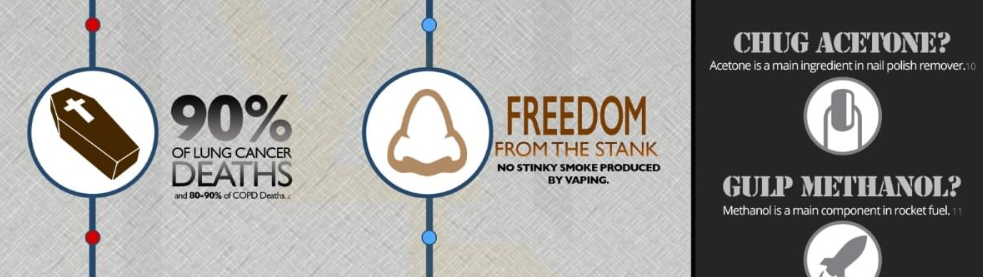 90%
OF LUNG CANCER
DEATHS
and 80-90% of COPD Deaths.
FREEDOM
FROM THE STANK
NO STINKY SMOKE PRODUCED
BY VAPING.
CHUG ACETONE?
Acetone is a main ingredient in nail polish remover.10
GULP METHANOL?
Methanol is a main component in rocket fuel. 11